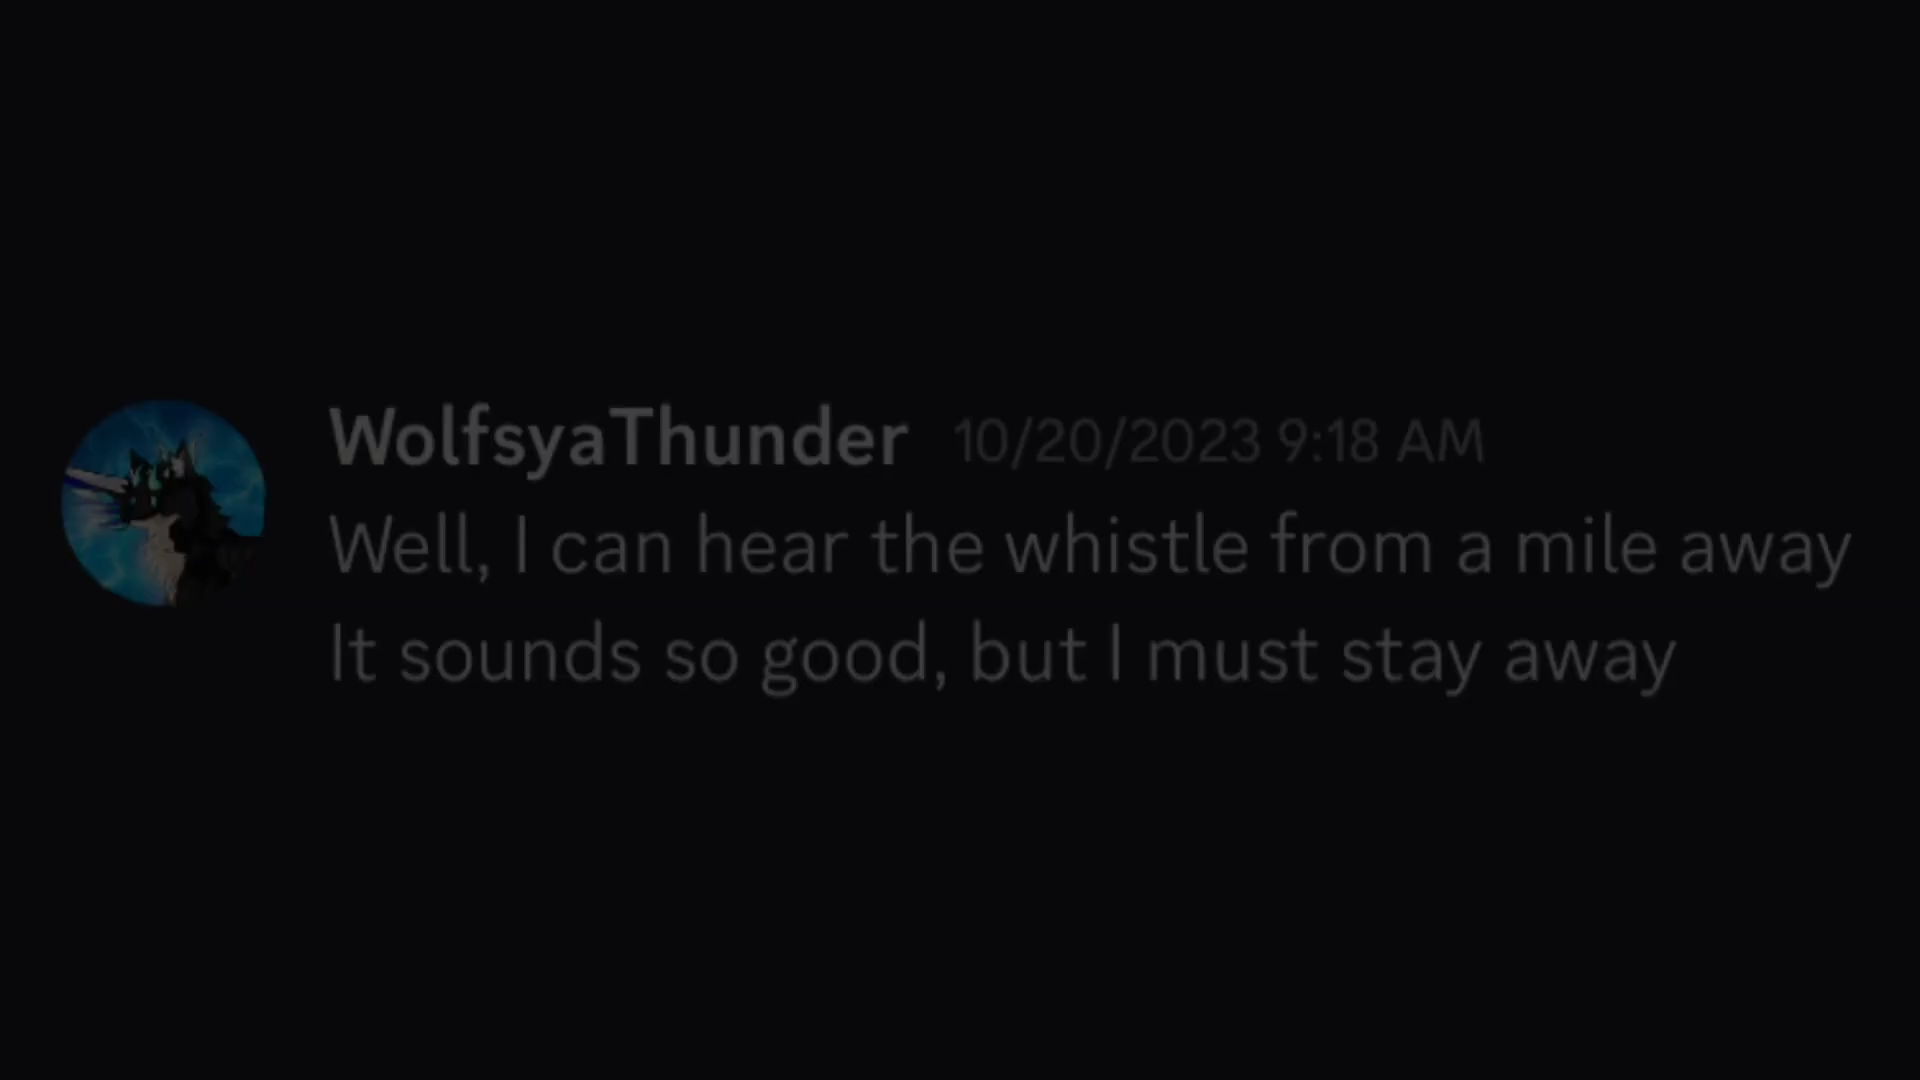 WolfsyaThunder 10/20/2023 9:18 AM
Well, I can hear the whistle from a mile away
It sounds so good, but I must stay away